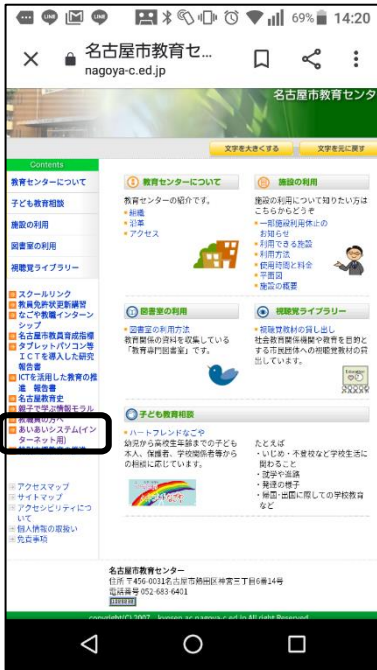 69% 14:20
名古屋市教育セ...
nagoya-c.ed.jp
名古屋市教育センタ
文字を大きくする
文字を元に戻す
Contents
教育センターについて
子ども教育相談
施設の利用
図書室の利用
視聴覚ライブラリー
スクールリンク
教員免許状更新講習
なごや教職インターン
シップ
名古屋市教員育成指標
タブレットパソコン等
ＩＣＴを導入した研究
報告書
ICTを活用した教育の推
進 報告書
名古屋教育史
親子で学ぶ情報モラル
教職員の方へ
あいあいシステム(イン
ターネット用)
アクセスマップ
サイトマップ
アクセシビリティにつ
いて
個人情報の取扱い
免責事項
教育センターについて
教育センターの紹介です。
組織
沿革
アクセス
施設の利用
施設の利用について知りたい方は
こちらからどうぞ
一部施設利用休止の
お知らせ
利用できる施設
利用方法
使用時間と料金
平面図
施設の概要
図書室の利用
図書室の利用方法
教育関係の資料を収集している
「教育専門図書室」です。
視聴覚ライブラリー
視聴覚教材の貸し出し
社会教育関係機関や教育を目的と
する市民団体への視聴覚教材の貸
出しています。
子ども教育相談
ハートフレンドなごや
幼児から高校生年齢までの子ども
本人、保護者、学校関係者等から
の相談に応じています。
たとえば
・いじめ・不登校など学校生活に
関わること
・就学や進路
・発達の様子
・帰国・出国に際しての学校教育
など
名古屋市教育センター
住所 〒456-0031名古屋市熱田区神宮三丁目6番14号
電話番号 052-683-6401
copyright(C) 2007 kyosen.ac.nagoya-c.ed.jp All right Reserved